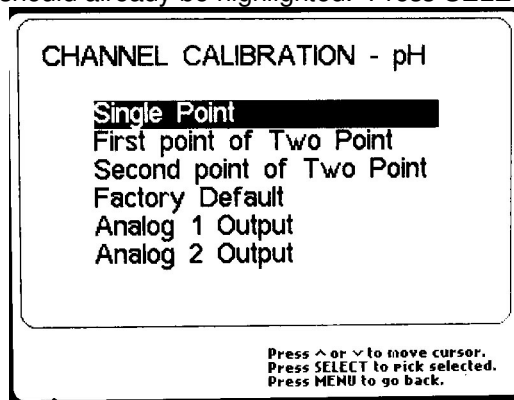 should already be highlighted. Press SELE
CHANNEL CALIBRATION - pH
Single Point
First point of Two Point
Second point of Two Point
Factory Default
Analog 1 Output
Analog 2 Output
Press ^ or ˅ to move cursor.
Press SELECT to pick selected.
Press MENU to go back.